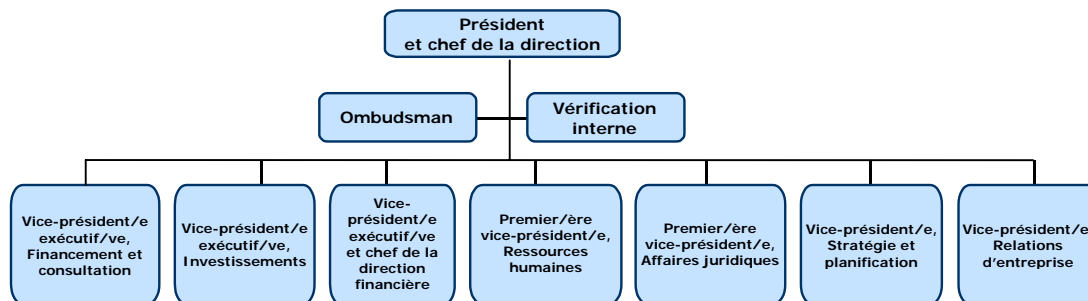 Président
et chef de la direction
Ombudsman
Vérification
interne
Vice-président/e
exécutif/ve,
Financement et
consultation
Vice-président/e
exécutif/ve,
Investissements
Vice-
président/e
exécutif/ve
et chef de la
direction
financière
Premier/ère
vice-président/e,
Ressources
humaines
Premier/ère
vice-président/e,
Affaires juridiques
Vice-président/e,
Stratégie et
planification
Vice-président/e
Relations
d’entreprise